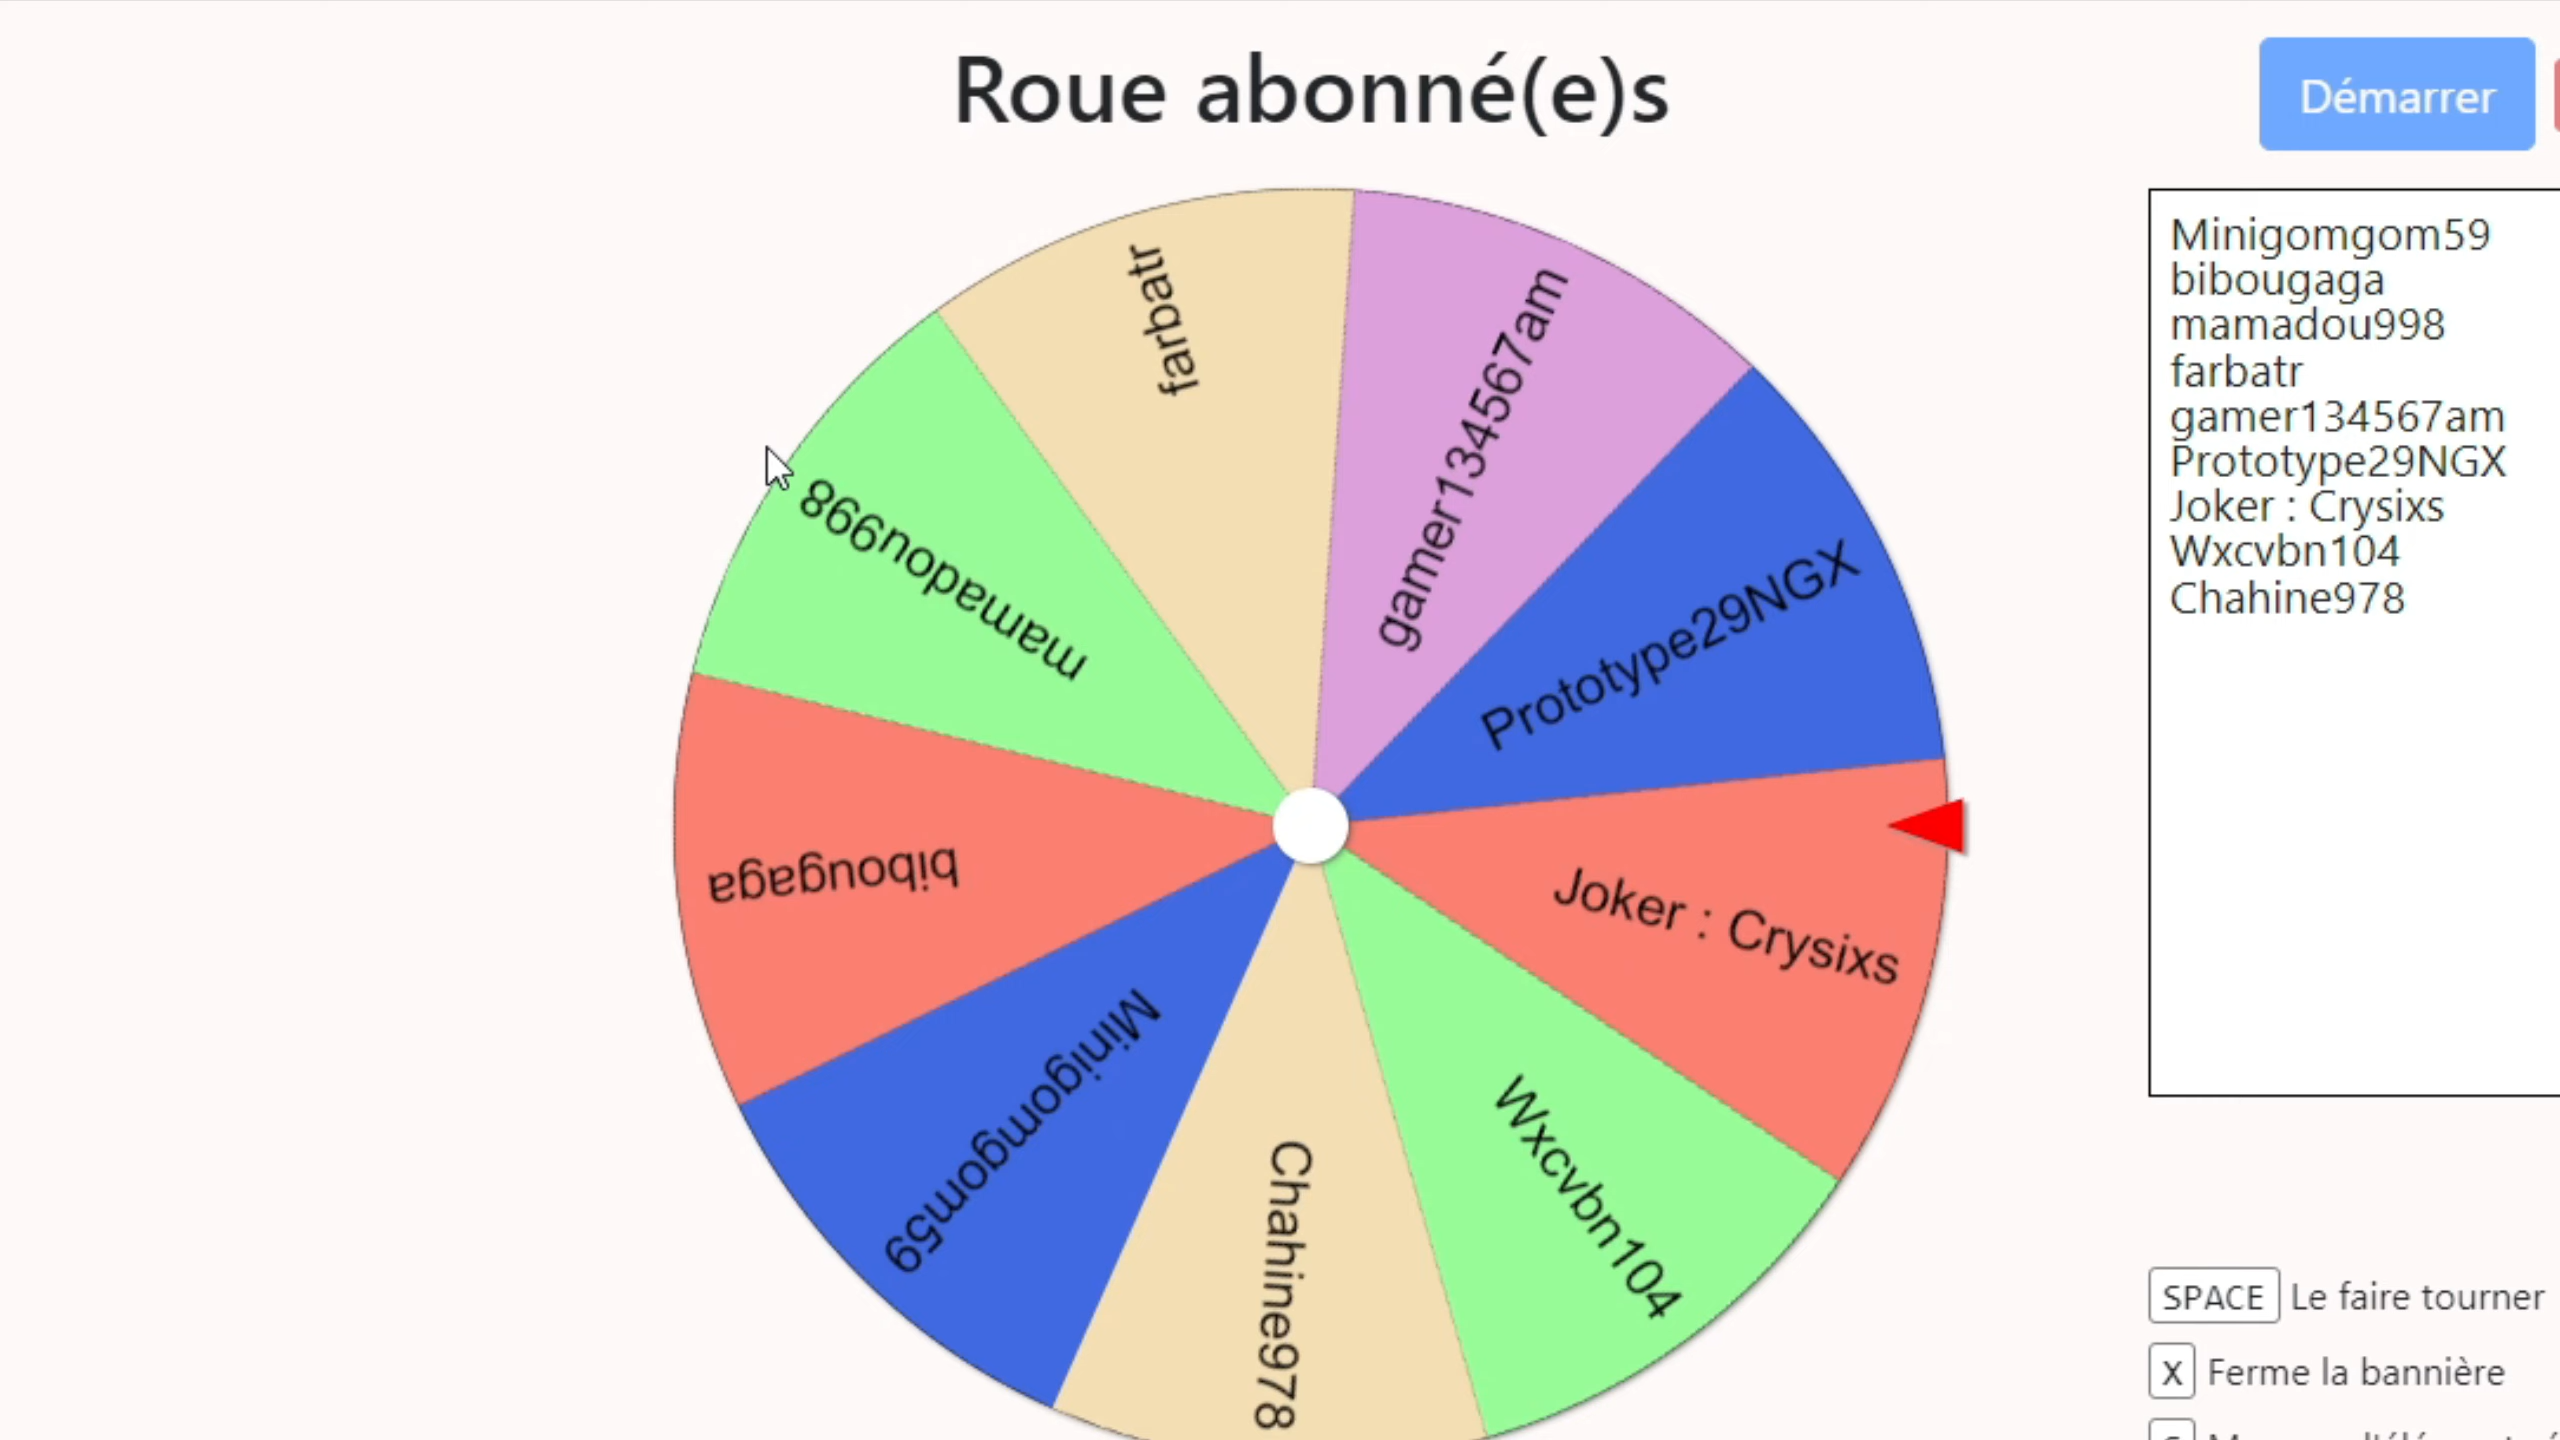 Roue abonné(e)s
Démarrer
farbatr
gamer134567am
Prototype29NGX
Joker : Crysixs
Wxcvbn104
Chahine978
Minigomgom59
bibougaga
mamadou998
Minigomgom59
bibougaga
mamadou998
farbatr
gamer134567am
Prototype29NGX
Joker : Crysixs
Wxcvbn104
Chahine978
SPACE Le faire tourner
X Ferme la bannière